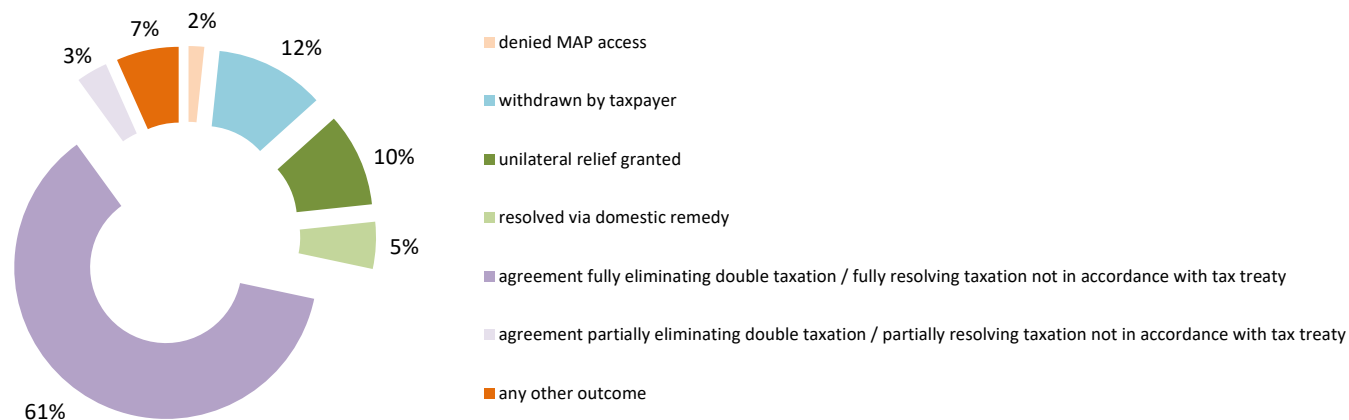 2%
12%
10%
5%
61%
3%
7%
denied MAP access
withdrawn by taxpayer
unilateral relief granted
resolved via domestic remedy
agreement fully eliminating double taxation / fully resolving taxation not in accordance with tax treaty
agreement partially eliminating double taxation / partially resolving taxation not in accordance with tax treaty
any other outcome